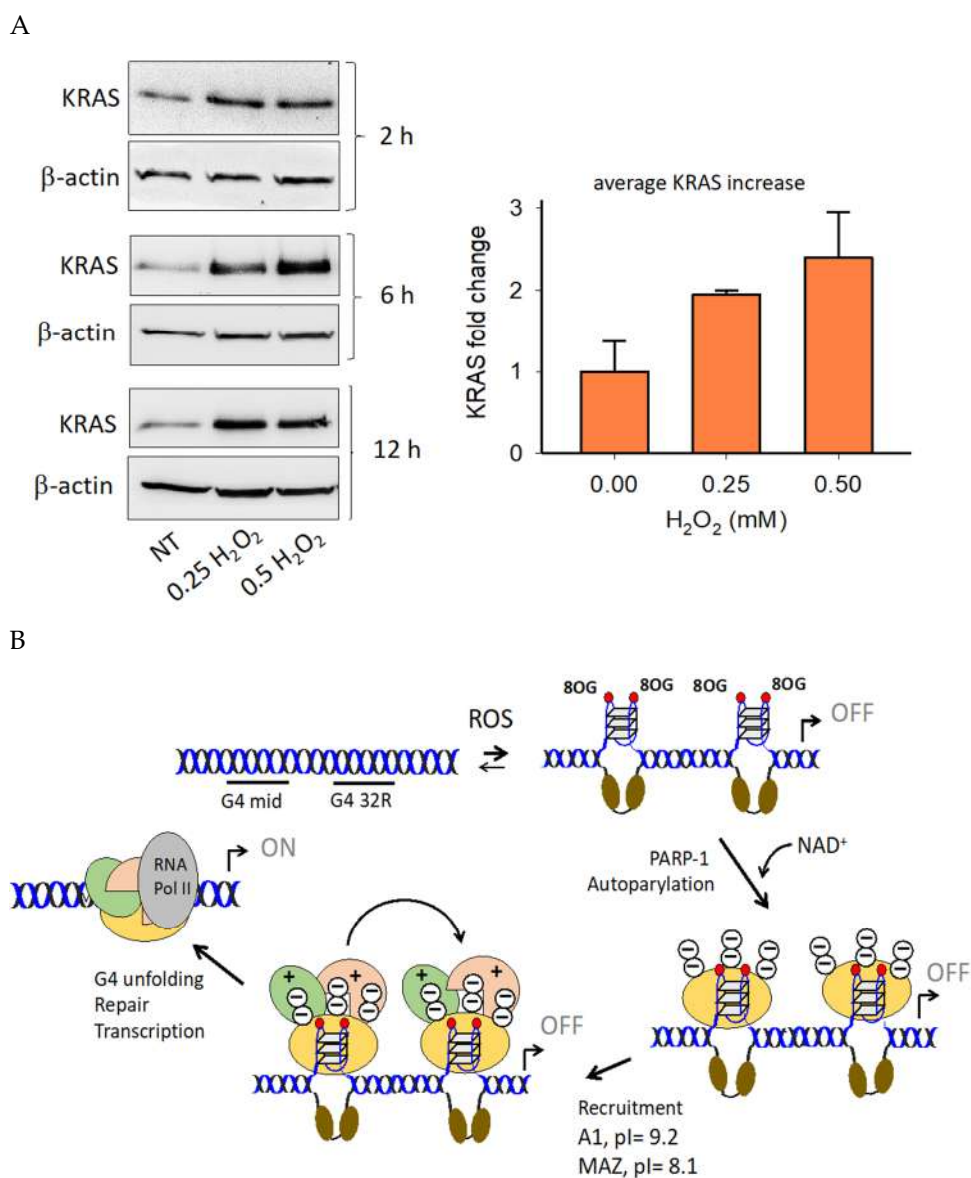 A
KRAS
2 h
β-actin
KRAS
6 h
β-actin
KRAS
12 h
β-actin
NT
0.25 H₂O₂
0.5 H₂O₂
average KRAS increase
KRAS fold change
3
2
1
0
0.00 0.25 0.50
H₂O₂ (mM)
B
8OG 8OG 8OG 8OG
ROS
OFF
G4 mid G4 32R
PARP-1
Autoparylation
NAD⁺
RNA
Pol II
ON
G4 unfolding
Repair
Transcription
+ + + +
− − − − − − − −
OFF
− − − − − − − −
OFF
Recruitment
A1, pI= 9.2
MAZ, pI= 8.1